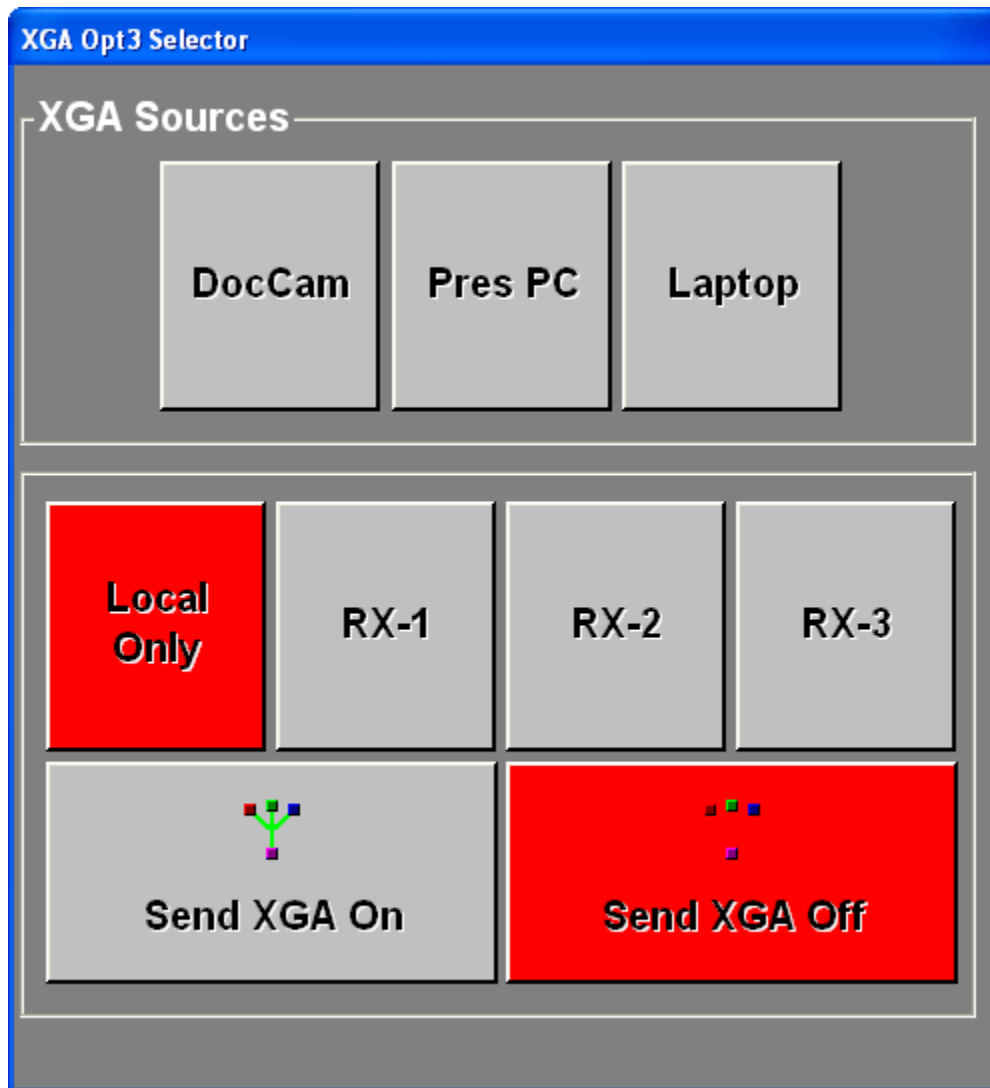 XGA Opt3 Selector
XGA Sources
DocCam
Pres PC
Laptop
Local
Only
RX-1
RX-2
RX-3
Send XGA On
Send XGA Off